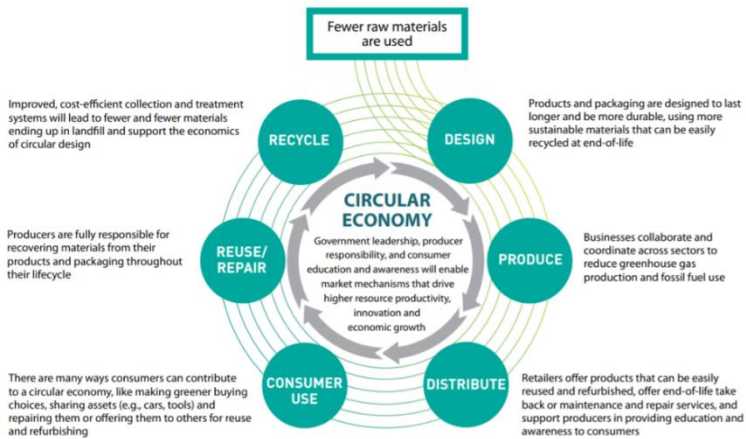 Fewer raw materials
are used
Improved, cost-efficient collection and treatment
systems will lead to fewer and fewer materials
ending up in landfill and support the economics
of circular design
RECYCLE
DESIGN
Products and packaging are designed to last
longer and be more durable, using more
sustainable materials that can be easily
recycled at end-of-life
CIRCULAR
ECONOMY
Government leadership, producer
responsibility, and consumer
education and awareness will enable
market mechanisms that drive
higher resource productivity,
innovation and
economic growth
Producers are fully responsible for
recovering materials from their
products and packaging throughout
their lifecycle
REUSE/
REPAIR
PRODUCE
Businesses collaborate and
coordinate across sectors to
reduce greenhouse gas
production and fossil fuel use
There are many ways consumers can contribute
to a circular economy, like making greener buying
choices, sharing assets (e.g., cars, tools) and
repairing them or offering them to others for reuse
and refurbishing
CONSUMER
USE
DISTRIBUTE
Retailers offer products that can be easily
reused and refurbished, offer end-of-life take
back or maintenance and repair services, and
support producers in providing education and
awareness to consumers